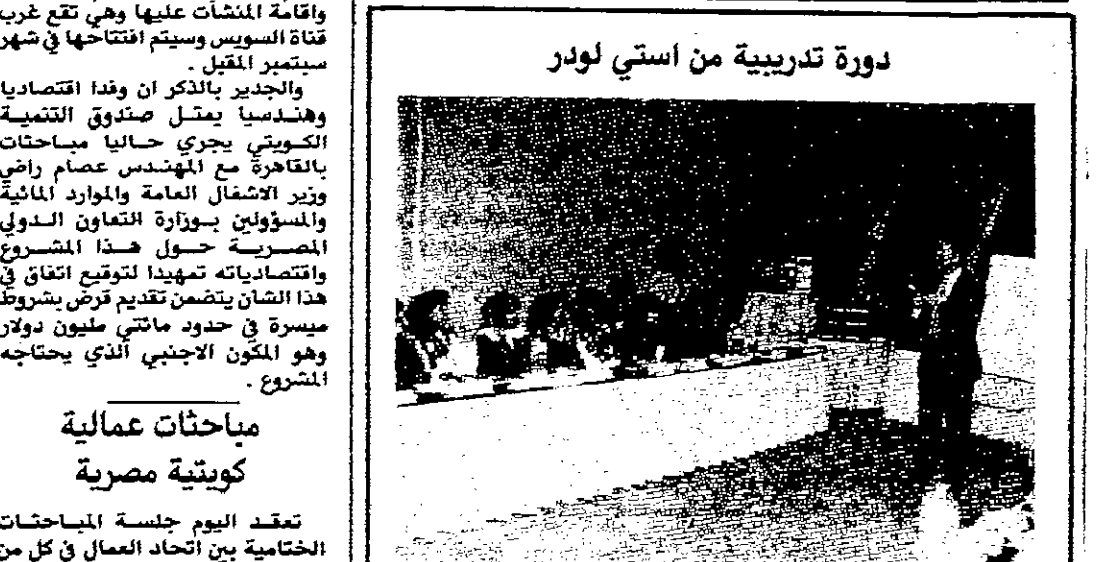 دورة تدريبية من استي لودر
واقامة المنشآت عليها وهي تقع غرب
قناة السويس وسيتم افتتاحها في شهر
سبتمبر المقبل .
والجدير بالذكر ان وفدا اقتصاديا
وهندسيا يمثل صندوق التنمية
الكويتي يجري حاليا مباحثات
بالقاهرة مع المهندس عصام راضي
وزير الاشغال العامة والموارد المائية
والمسؤولين بوزارة التعاون الدولي
المصرية حول هذا المشروع
واقتصادياته تمهيدا لتوقيع اتفاق في
هذا الشان يتضمن تقديم قرض بشروط
ميسرة في حدود مائتي مليون دولار
وهو المكون الاجنبي الذي يحتاجه
المشروع .
مباحثات عمالية
كويتية مصرية
تعقد اليوم جلسة المباحثات
الختامية بين اتحاد العمال في كل من